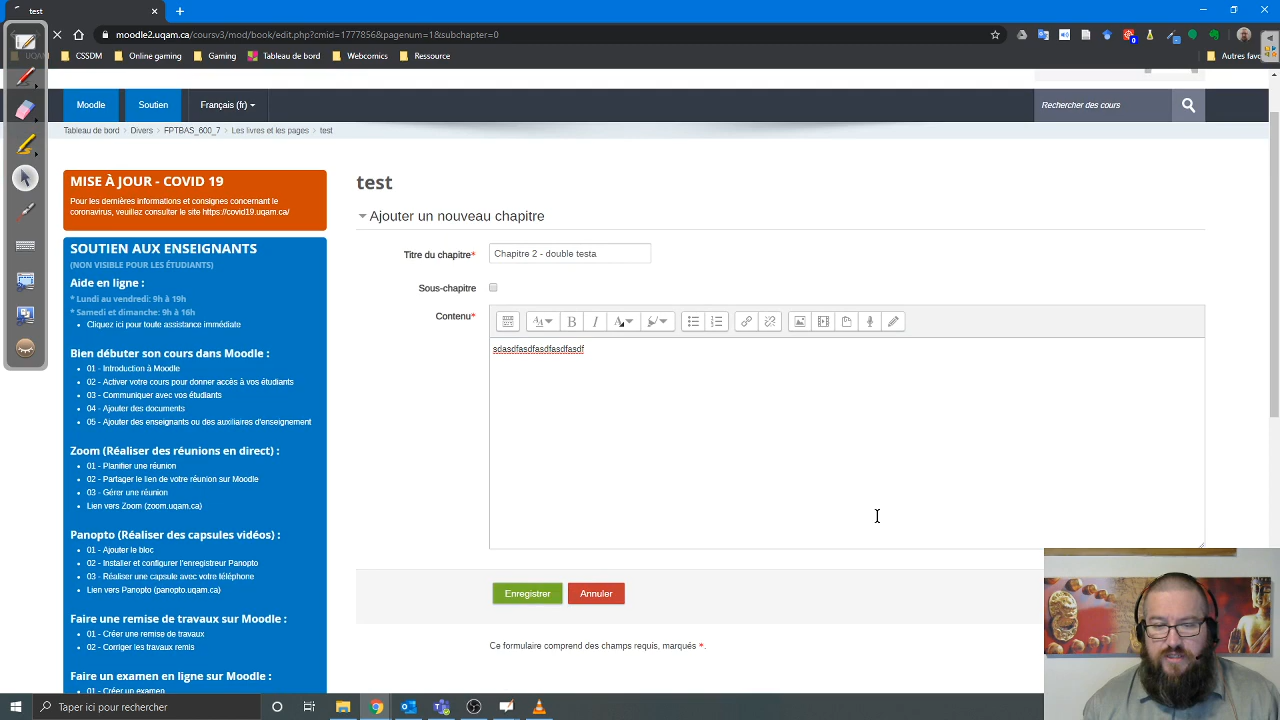 test
moodle2.uqam.ca/coursv3/mod/book/edit.php?cmid=1777856&pagenum=1&subchapter=0
CSSDM
Online gaming
Gaming
Tableau de bord
Webcomics
Ressource
Autres favo
Moodle
Soutien
Français (fr)
Rechercher des cours
Tableau de bord
Divers
FPTBAS_600_7
Les livres et les pages
test
MISE À JOUR - COVID 19
Pour les dernières informations et consignes concernant le
coronavirus, veuillez consulter le site https://covid19.uqam.ca/
SOUTIEN AUX ENSEIGNANTS
(NON VISIBLE POUR LES ÉTUDIANTS)
Aide en ligne :
* Lundi au vendredi: 9h à 19h
* Samedi et dimanche: 9h à 16h
Cliquez ici pour toute assistance immédiate
Bien débuter son cours dans Moodle :
01 - Introduction à Moodle
02 - Activer votre cours pour donner accès à vos étudiants
03 - Communiquer avec vos étudiants
04 - Ajouter des documents
05 - Ajouter des enseignants ou des auxiliaires d'enseignement
Zoom (Réaliser des réunions en direct) :
01 - Planifier une réunion
02 - Partager le lien de votre réunion sur Moodle
03 - Gérer une réunion
Lien vers Zoom (zoom.uqam.ca)
Panopto (Réaliser des capsules vidéos) :
01 - Ajouter le bloc
02 - Installer et configurer l'enregistreur Panopto
03 - Réaliser une capsule avec votre téléphone
Lien vers Panopto (panopto.uqam.ca)
Faire une remise de travaux sur Moodle :
01 - Créer une remise de travaux
02 - Corriger les travaux remis
Faire un examen en ligne sur Moodle :
01 - Créer un examen
test
Ajouter un nouveau chapitre
Titre du chapitre*
Chapitre 2 - double testa
Sous-chapitre
Contenu*
sdasdfasdfasdfasdfasdf
Enregistrer
Annuler
Ce formulaire comprend des champs requis, marqués *.
Taper ici pour rechercher